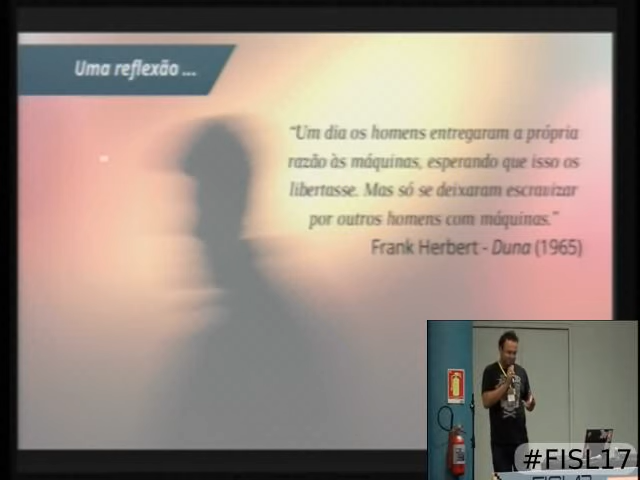 Uma reflexão ...
“Um dia os homens entregaram a própria
razão às máquinas, esperando que isso os
libertasse. Mas só se deixaram escravizar
por outros homens com máquinas.”
Frank Herbert - Duna (1965)
#FISL17
FISL17